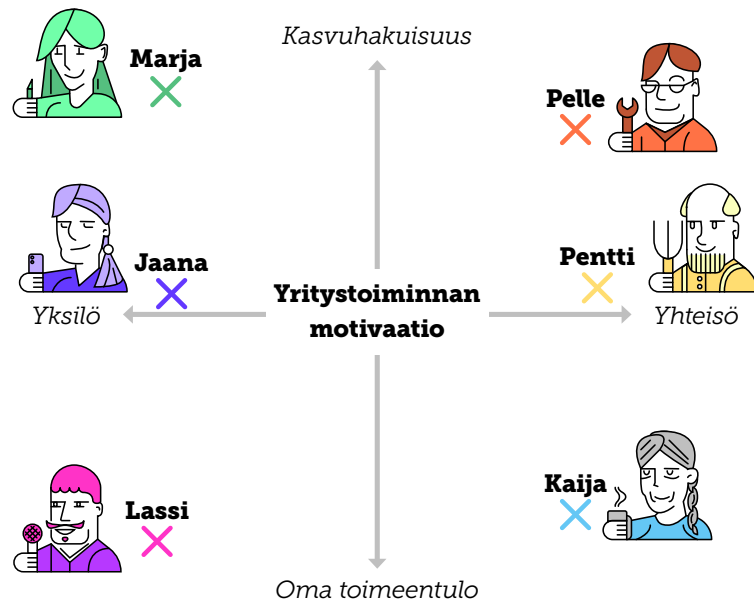 Kasvuhakuisuus
Marja
Pelle
Jaana
Pentti
Yritystoiminnan
motivaatio
Yksilö
Yhteisö
Lassi
Kaija
Oma toimeentulo